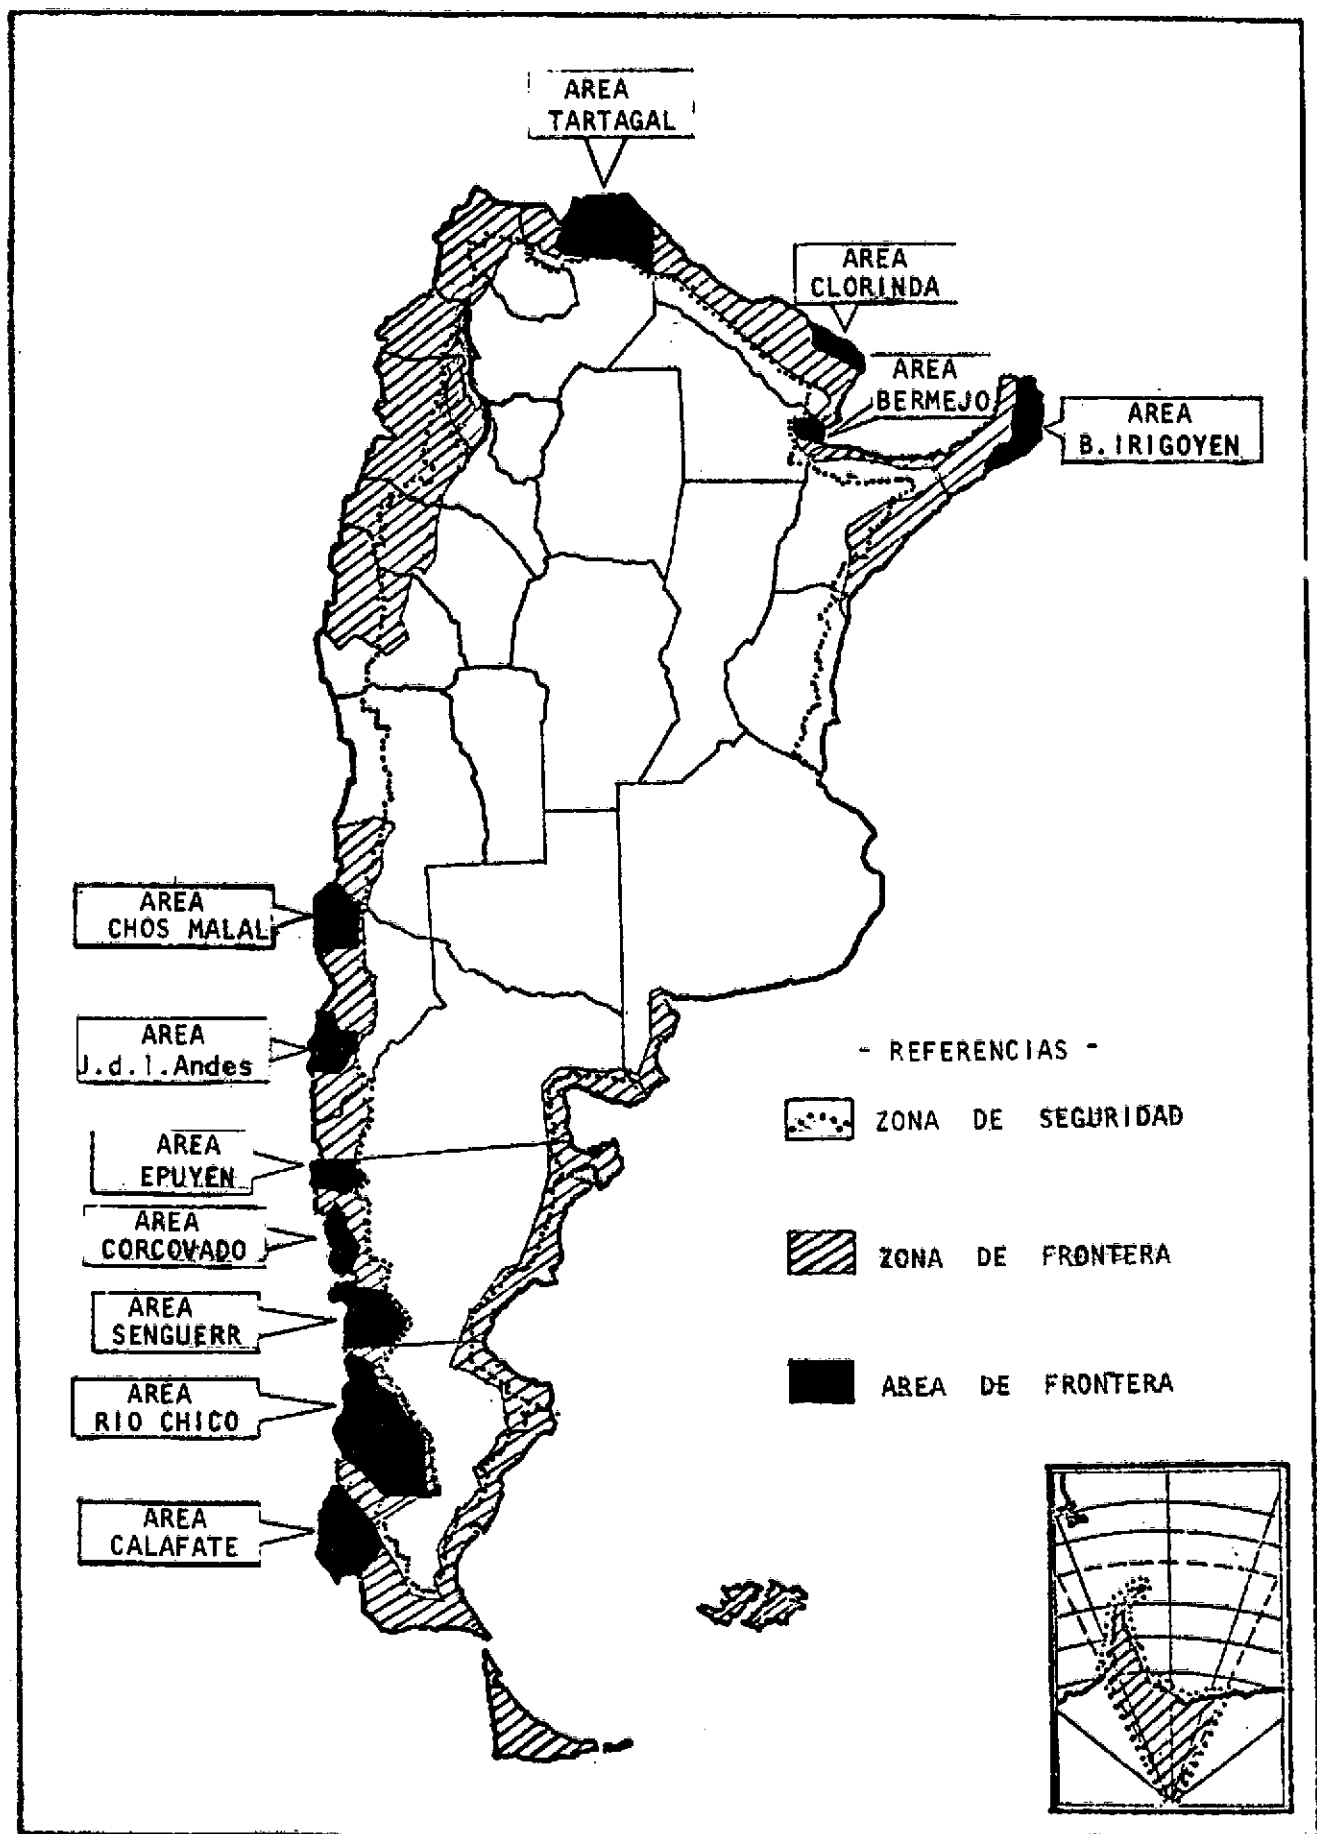 AREA
TARTAGAL
AREA
CLORINDA
AREA
BERMEJO
AREA
B. IRIGOYEN
AREA
CHOS MALAL
AREA
J.d.l.Andes
AREA
EPUYEN
AREA
CORCOVADO
AREA
SENGUERR
AREA
RIO CHICO
AREA
CALAFATE
- REFERENCIAS -
ZONA DE SEGURIDAD
ZONA DE FRONTERA
AREA DE FRONTERA